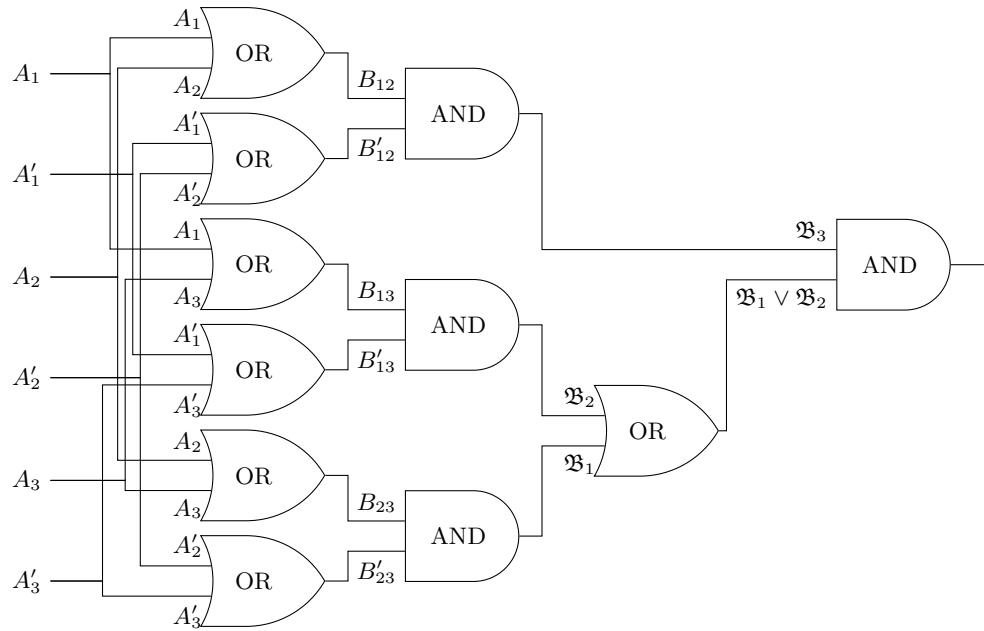 A₁
OR
A₁
A₂
B₁₂
AND
A′₁
OR
A′₁
A′₂
B′₁₂
𝔅₃
AND
A₂
A₁
OR
A₃
B₁₃
AND
𝔅₁ ∨ 𝔅₂
A′₂
A′₁
OR
A′₃
B′₁₃
𝔅₂
OR
𝔅₁
A₃
A₂
OR
A₃
B₂₃
AND
A′₃
A′₂
OR
A′₃
B′₂₃